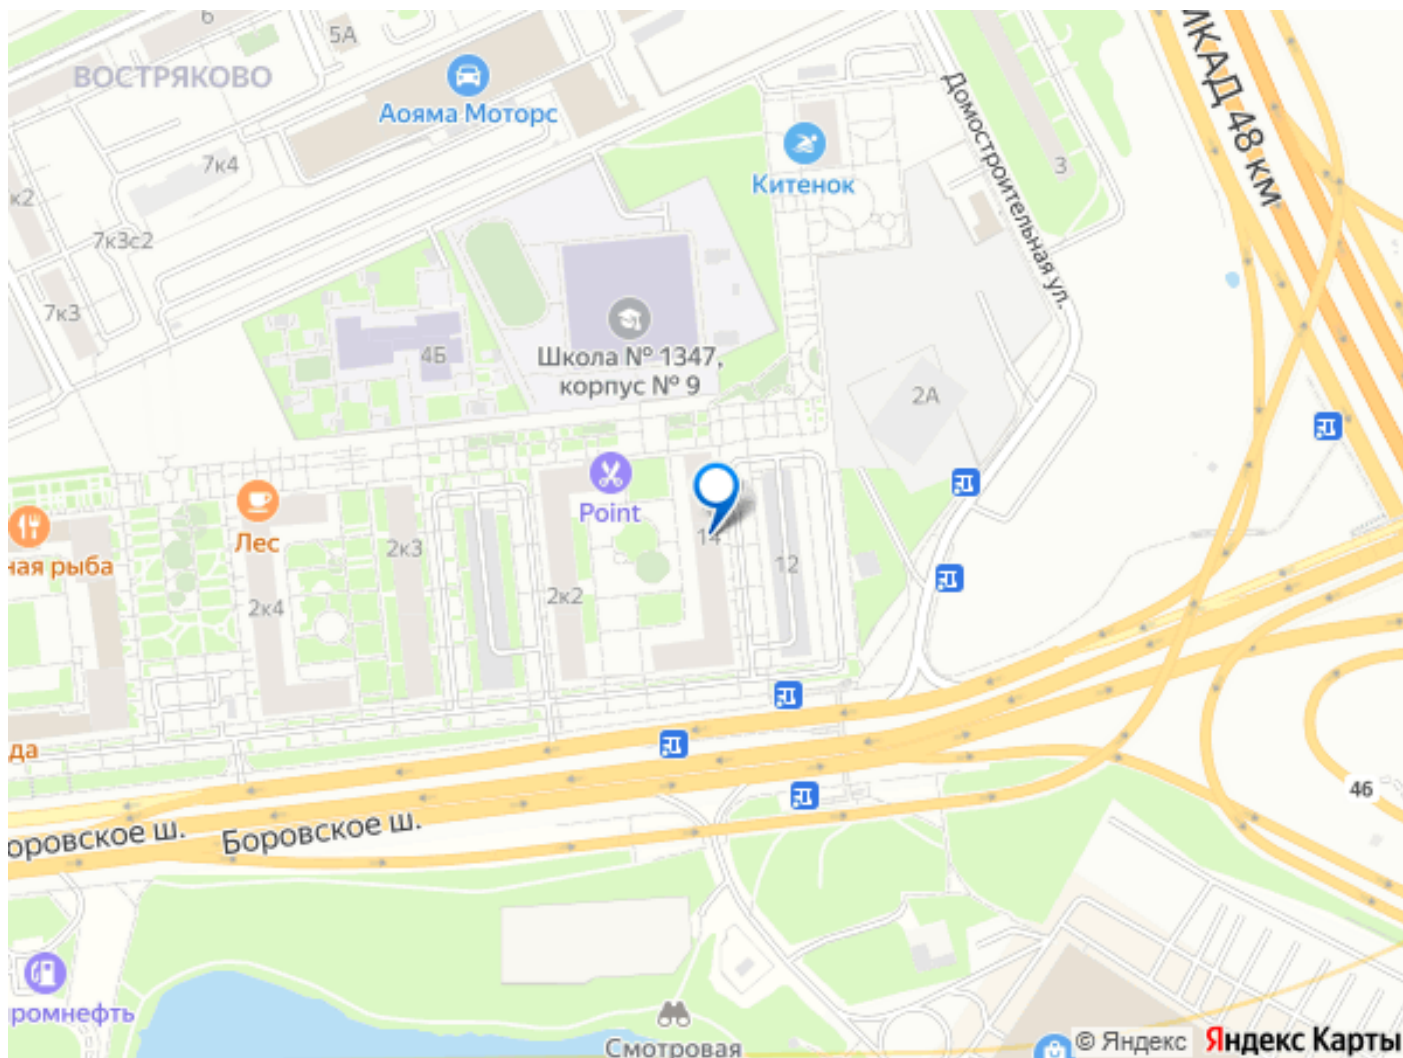 6
5А
ВОСТРЯКОВО
МКАД 48 км
Аояма Моторс
Домостроительная ул.
7к4
3
Китенок
к2
7к3с2
7к3
4Б
Школа № 1347,
корпус № 9
2А
Point
Лес
14
2к3
12
ная рыба
2к4
2к2
да
46
оровское ш.
Боровское ш.
промнефть
Смотровая
© Яндекс
Яндекс Карты